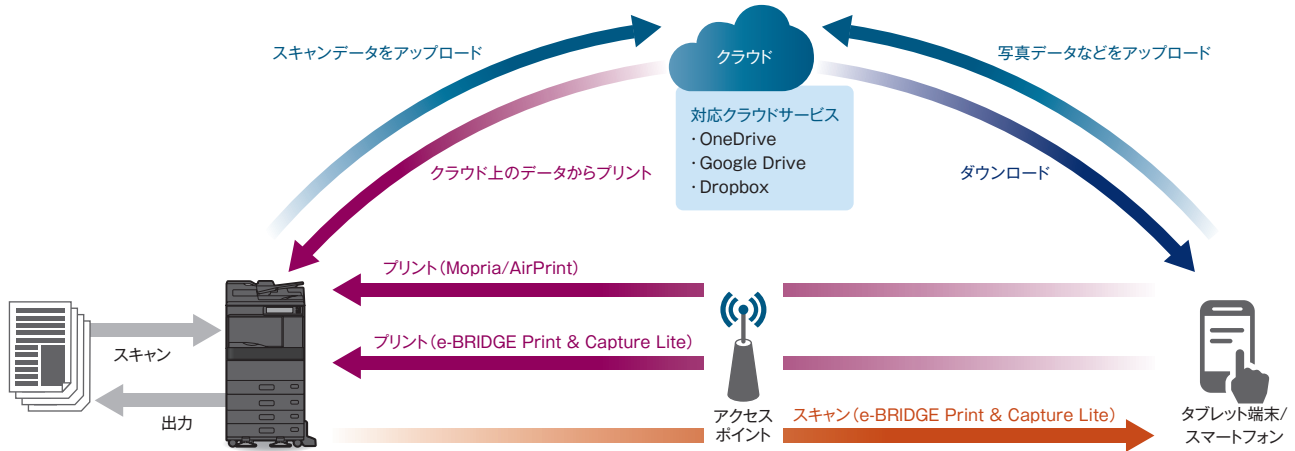 スキャンデータをアップロード
クラウド
写真データなどをアップロード
対応クラウドサービス
・OneDrive
・Google Drive
・Dropbox
クラウド上のデータからプリント
ダウンロード
プリント（Mopria/AirPrint）
スキャン
プリント（e-BRIDGE Print & Capture Lite）
出力
アクセス
ポイント
スキャン（e-BRIDGE Print & Capture Lite）
タブレット端末/
スマートフォン